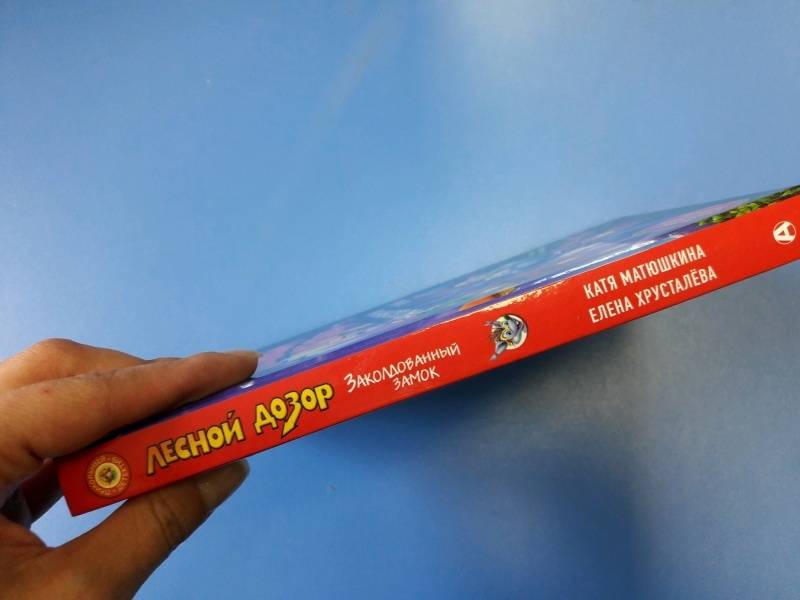 ЛЕСНОЙ ДОЗОР
ЗАКОЛДОВАННЫЙ
ЗАМОК
КАТЯ МАТЮШКИНА
ЕЛЕНА ХРУСТАЛЁВА
А